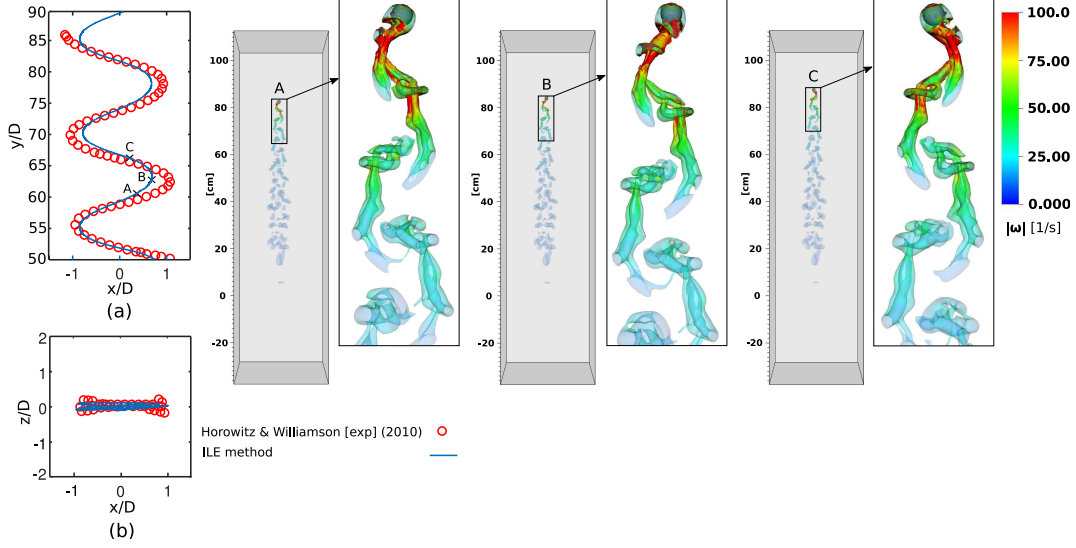 90
85
80
75
70
65
60
55
50
y/D
C
B
A
-1
0
1
x/D
(a)
2
1
0
-1
-2
z/D
-1
0
1
x/D
(b)
Horowitz & Williamson [exp] (2010)
ILE method
100
80
60
40
20
0
-20
[cm]
A
100
80
60
40
20
0
-20
[cm]
B
100
80
60
40
20
0
-20
[cm]
C
100.0
75.00
50.00
25.00
0.000
|ω| [1/s]